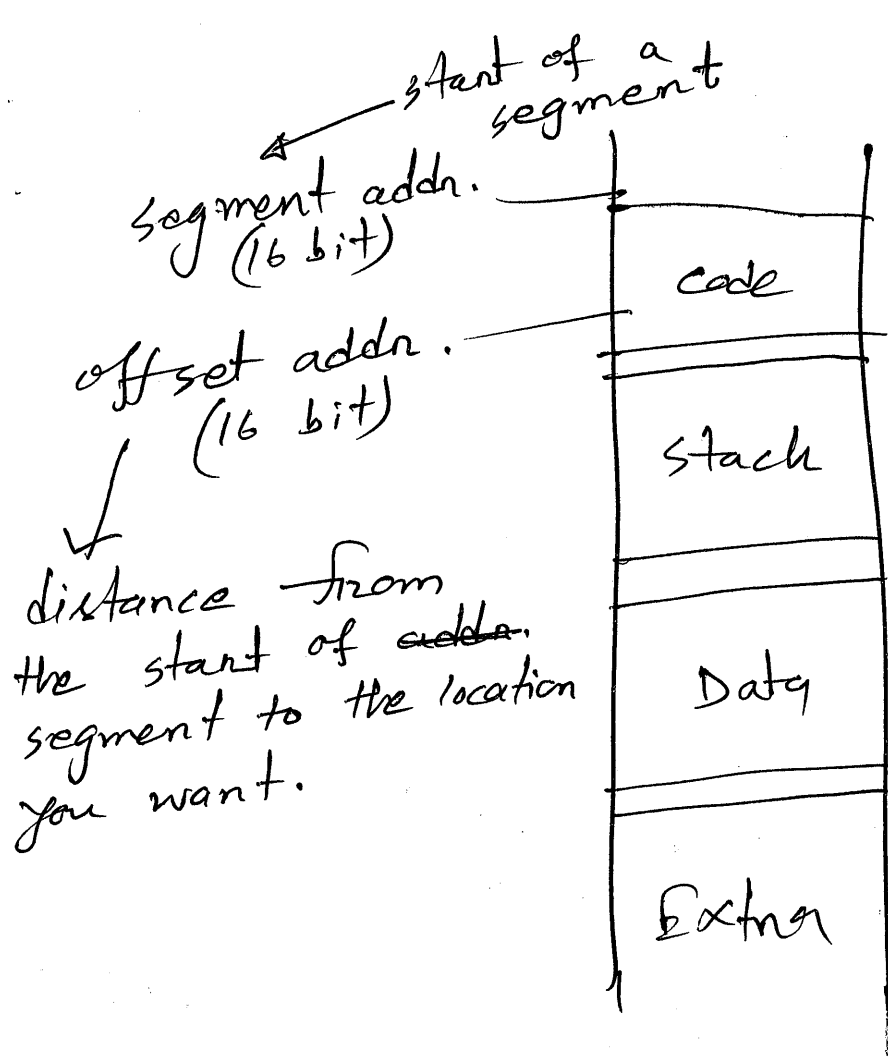 start of a
segment
segment addr.
(16 bit)
code
offset addr.
(16 bit)
stack
distance from
the start of addr.
segment to the location
you want.
Data
Extra